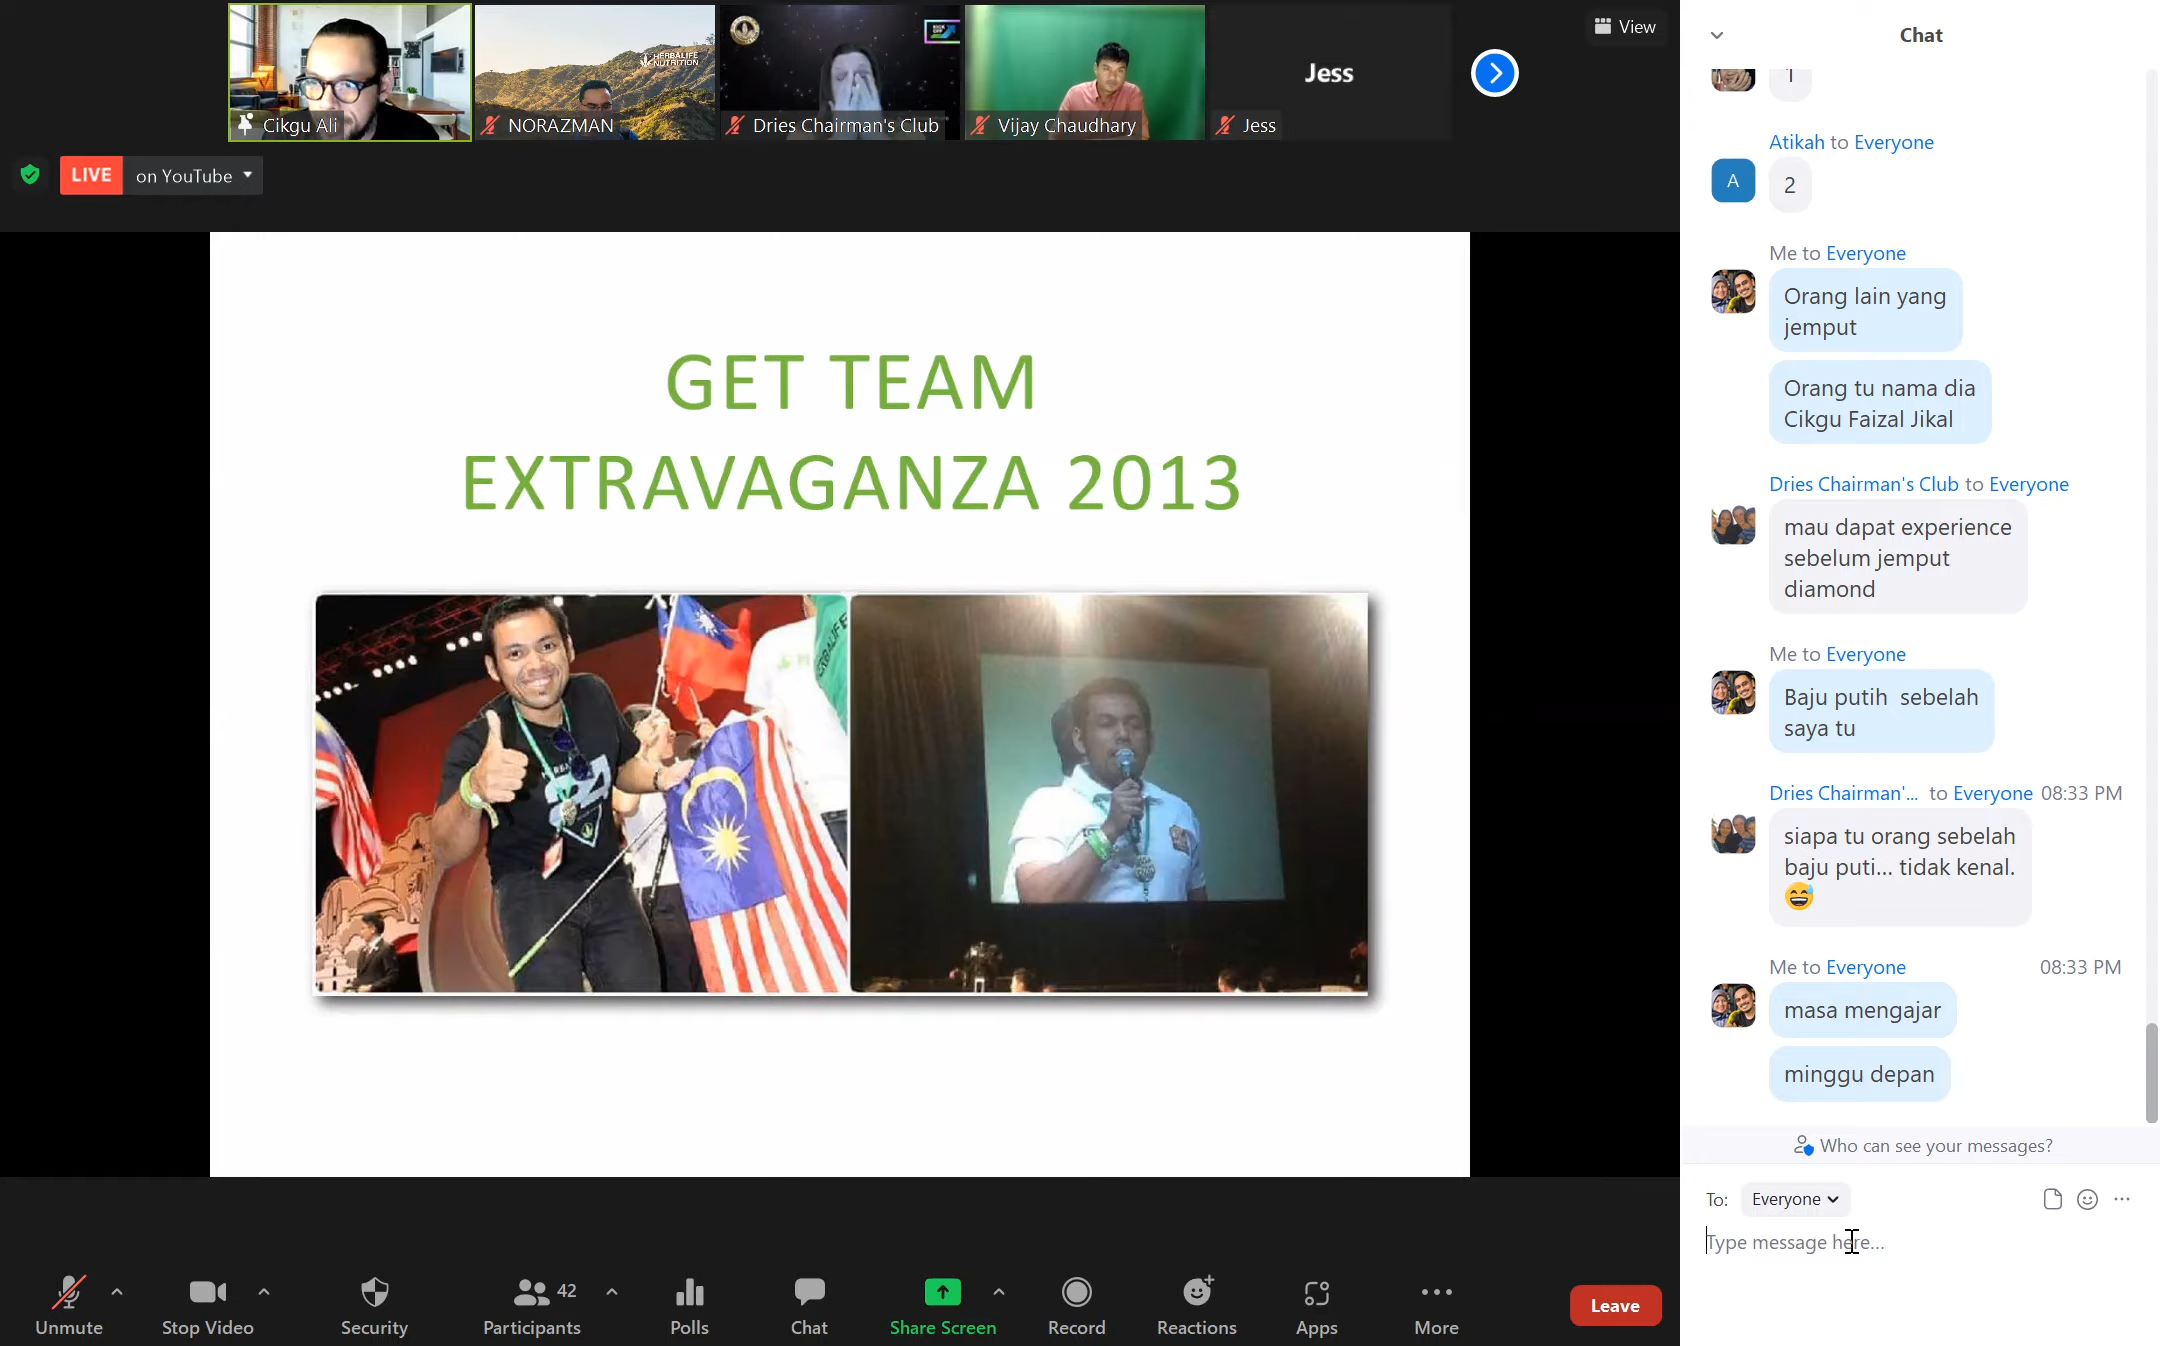 View
HERBALIFE
NUTRITION
Cikgu Ali
NORAZMAN
Dries Chairman's Club
Vijay Chaudhary
Jess
Jess
LIVE on YouTube
GET TEAM
EXTRAVAGANZA 2013
HERBALIFE
Chat
1
Atikah to Everyone
A
2
Me to Everyone
Orang lain yang
jemput
Orang tu nama dia
Cikgu Faizal Jikal
Dries Chairman's Club to Everyone
mau dapat experience
sebelum jemput
diamond
Me to Everyone
Baju putih  sebelah
saya tu
Dries Chairman'... to Everyone 08:33 PM
siapa tu orang sebelah
baju puti... tidak kenal.
😅
Me to Everyone 08:33 PM
masa mengajar
minggu depan
Who can see your messages?
To: Everyone
Type message here...
Unmute
Stop Video
Security
42
Participants
Polls
Chat
Share Screen
Record
Reactions
Apps
More
Leave